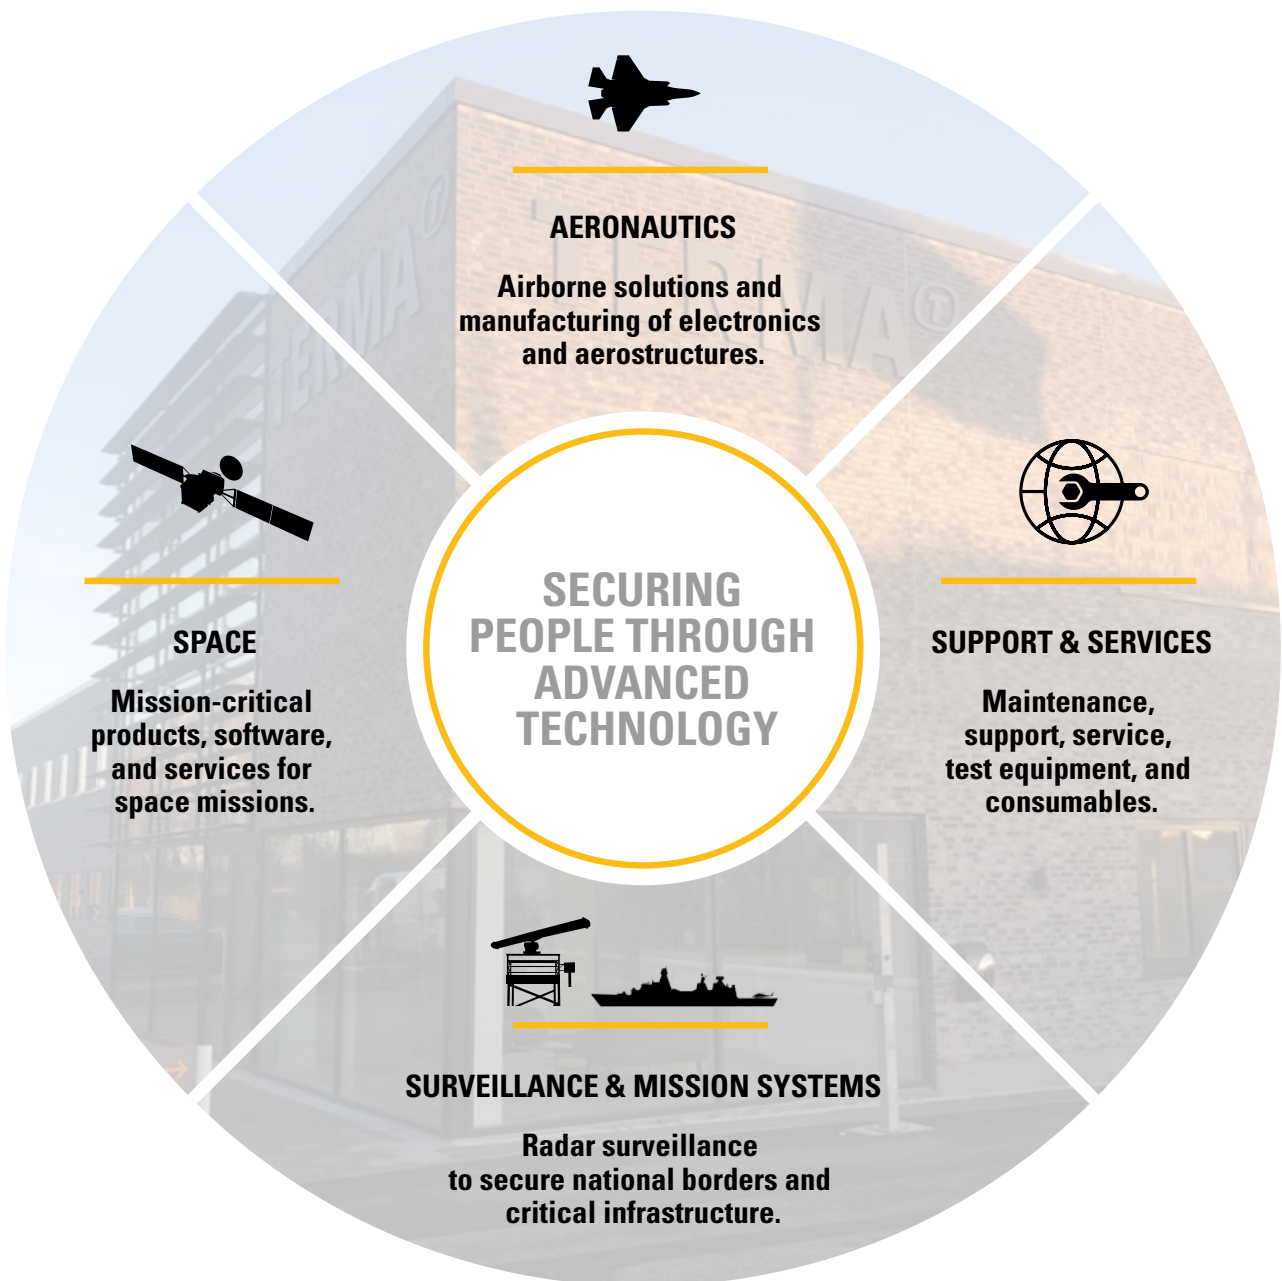 AERONAUTICS
Airborne solutions and
manufacturing of electronics
and aerostructures.
TERMA
TERMA
SPACE
Mission-critical
products, software,
and services for
space missions.
SECURING
PEOPLE THROUGH
ADVANCED
TECHNOLOGY
SUPPORT & SERVICES
Maintenance,
support, service,
test equipment, and
consumables.
SURVEILLANCE & MISSION SYSTEMS
Radar surveillance
to secure national borders and
critical infrastructure.